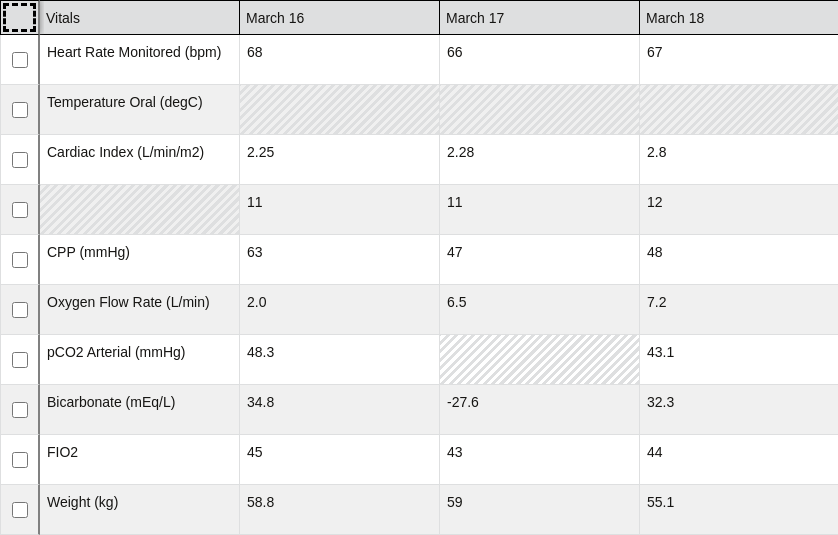 Vitals March 16 March 17 March 18
Heart Rate Monitored (bpm) 68 66 67
Temperature Oral (degC)
Cardiac Index (L/min/m2) 2.25 2.28 2.8
11 11 12
CPP (mmHg) 63 47 48
Oxygen Flow Rate (L/min) 2.0 6.5 7.2
pCO2 Arterial (mmHg) 48.3 43.1
Bicarbonate (mEq/L) 34.8 -27.6 32.3
FIO2 45 43 44
Weight (kg) 58.8 59 55.1